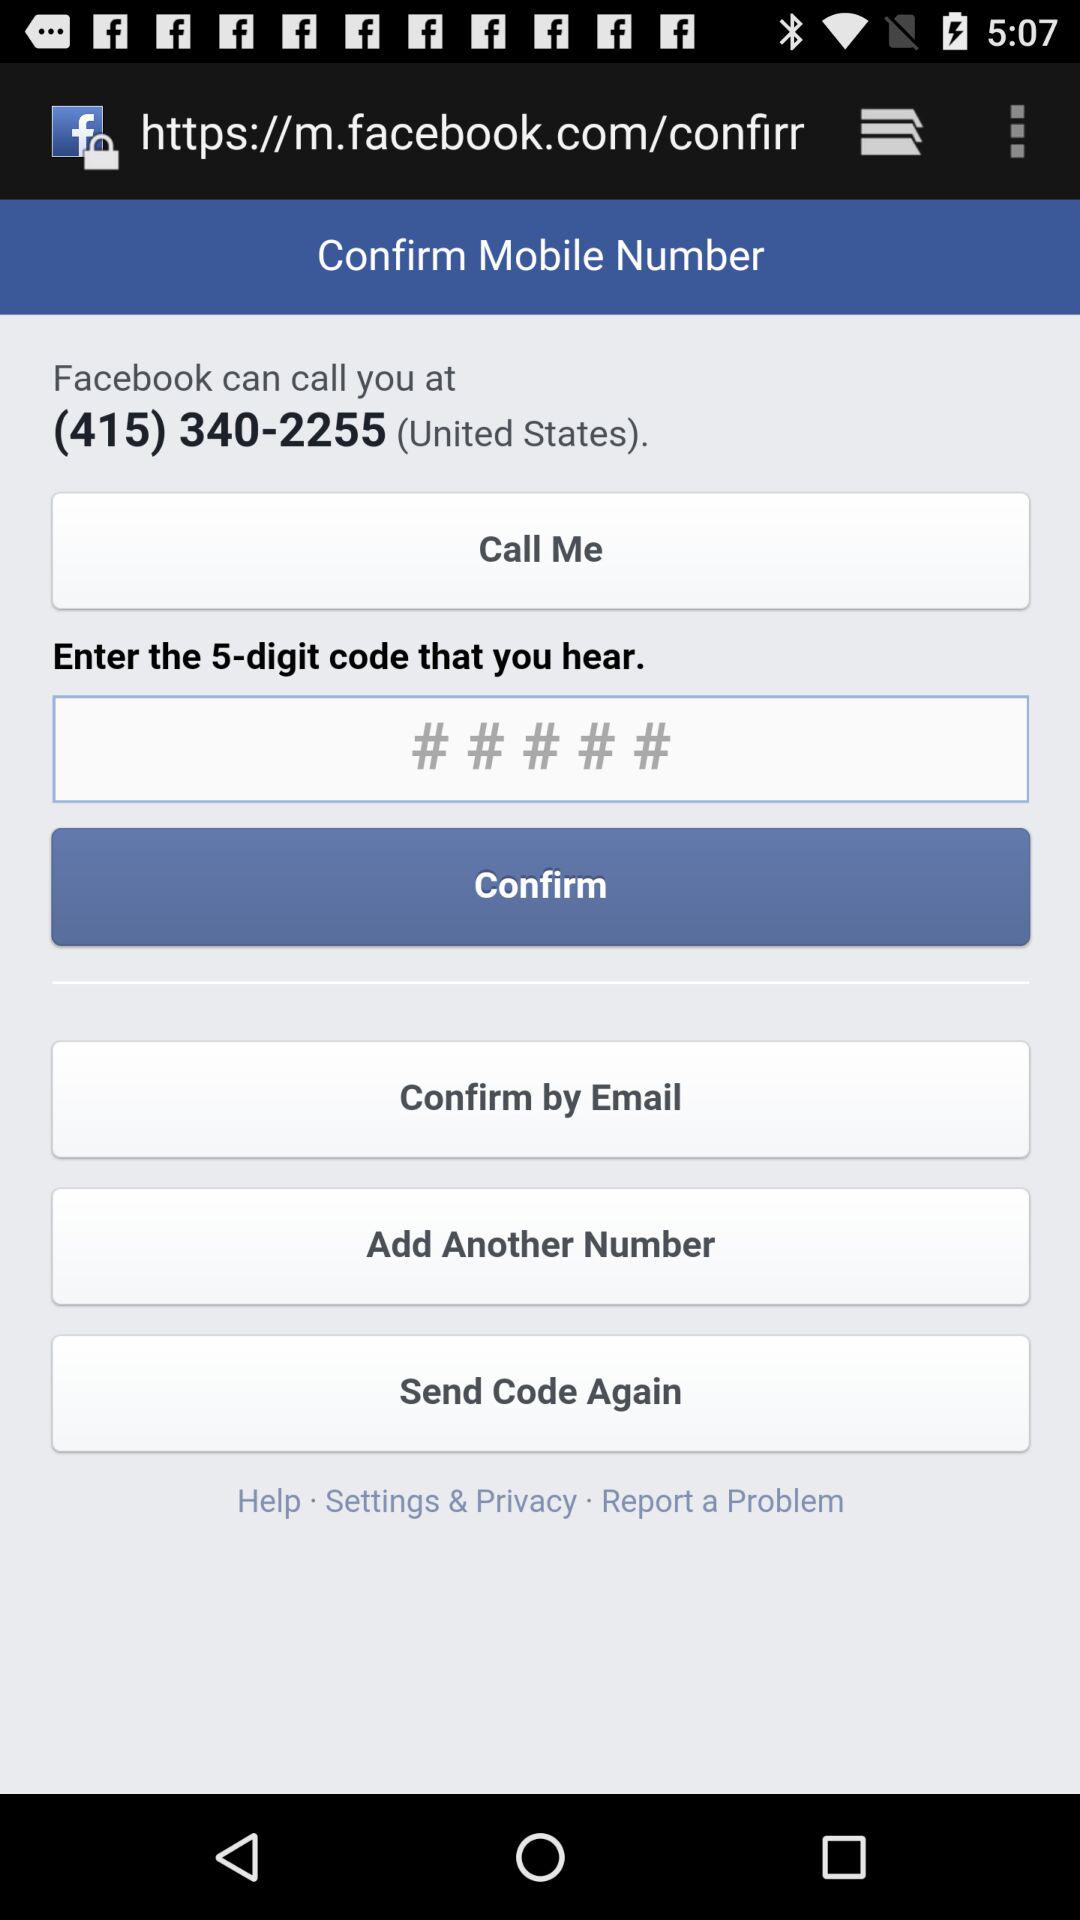 5:07
https://m.facebook.com/confirr
Confirm Mobile Number
Facebook can call you at
(415) 340-2255 (United States).
Call Me
Enter the 5-digit code that you hear.
# # # # #
Confirm
Confirm by Email
Add Another Number
Send Code Again
Help · Settings & Privacy · Report a Problem